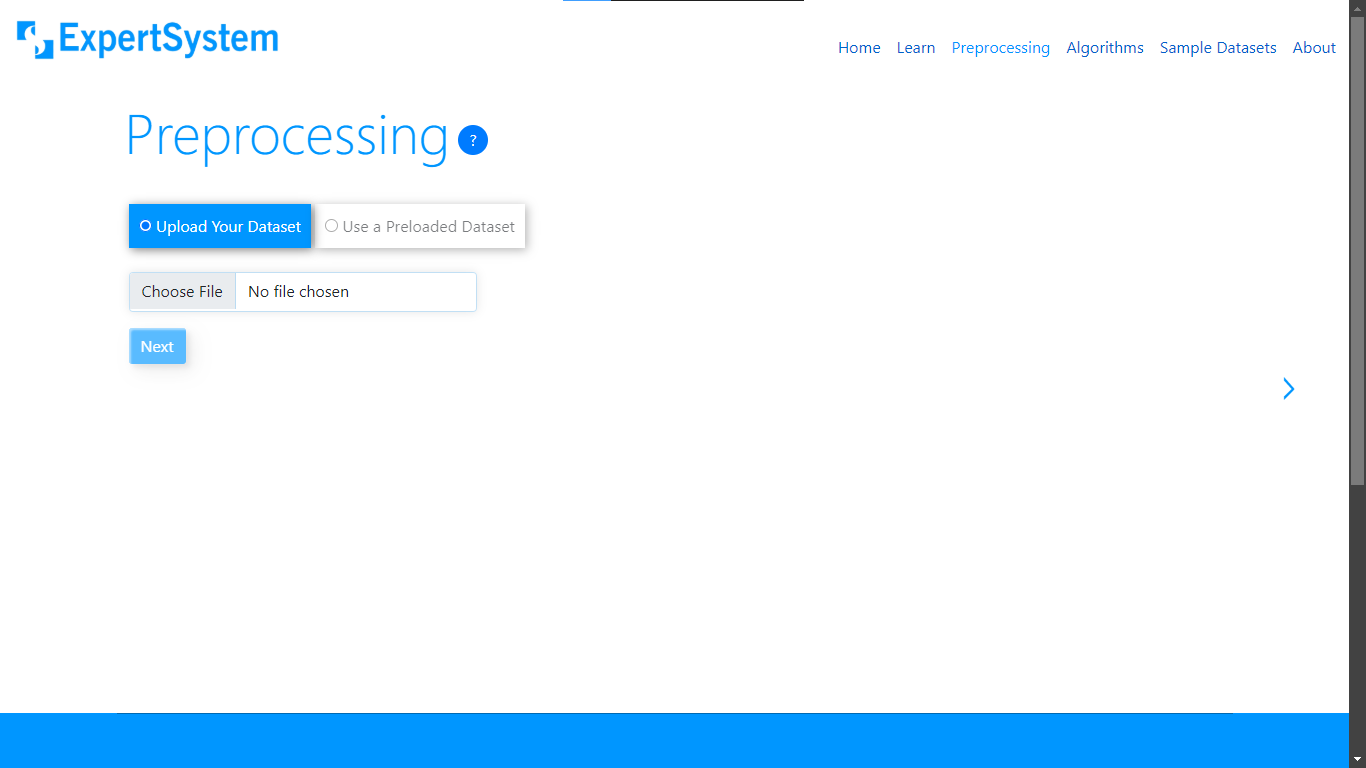 ExpertSystem
Home Learn Preprocessing Algorithms Sample Datasets About
Preprocessing ?
Upload Your Dataset Use a Preloaded Dataset
Choose File No file chosen
Next